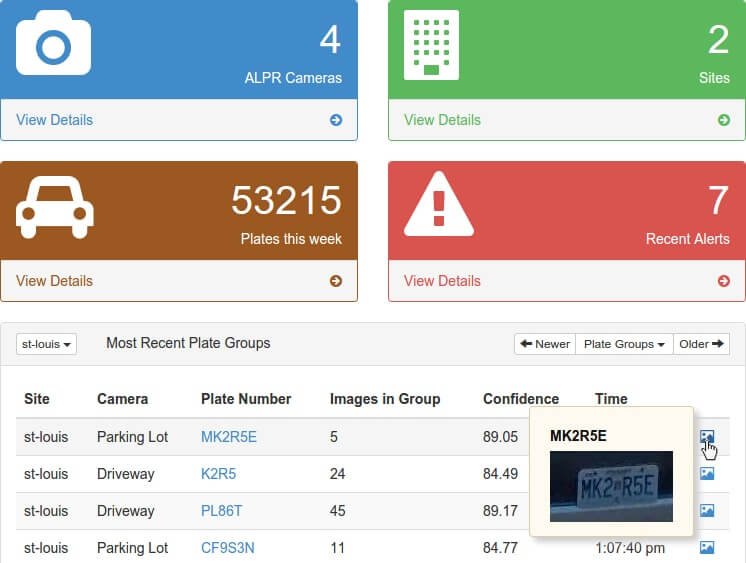 4
ALPR Cameras
View Details
2
Sites
View Details
53215
Plates this week
View Details
7
Recent Alerts
View Details
st-louis Most Recent Plate Groups Newer Plate Groups Older
Site Camera Plate Number Images in Group Confidence Time
st-louis Parking Lot MK2R5E 5 89.05
st-louis Driveway K2R5 24 84.49
st-louis Driveway PL86T 45 89.17
st-louis Parking Lot CF9S3N 11 84.77 1:07:40 pm
MK2R5E
MK2 R5E